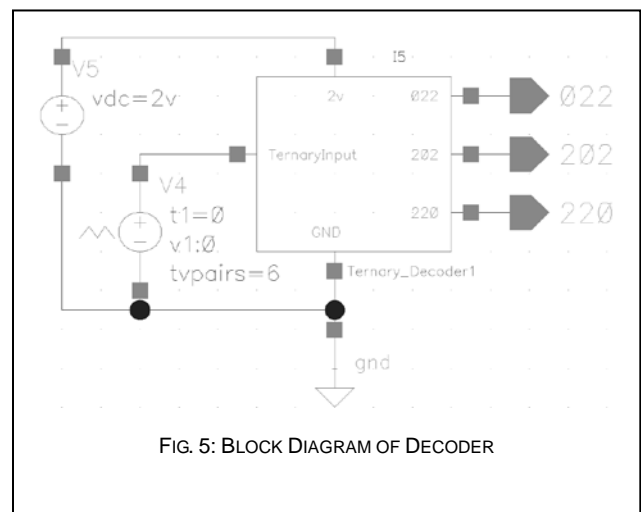 V5
vdc=2v
V4
t1=0
v1:0
tvpairs=6
I5
2v
022
TernaryInput
202
220
GND
Ternary_Decoder1
022
202
220
gnd
FIG. 5: BLOCK DIAGRAM OF DECODER